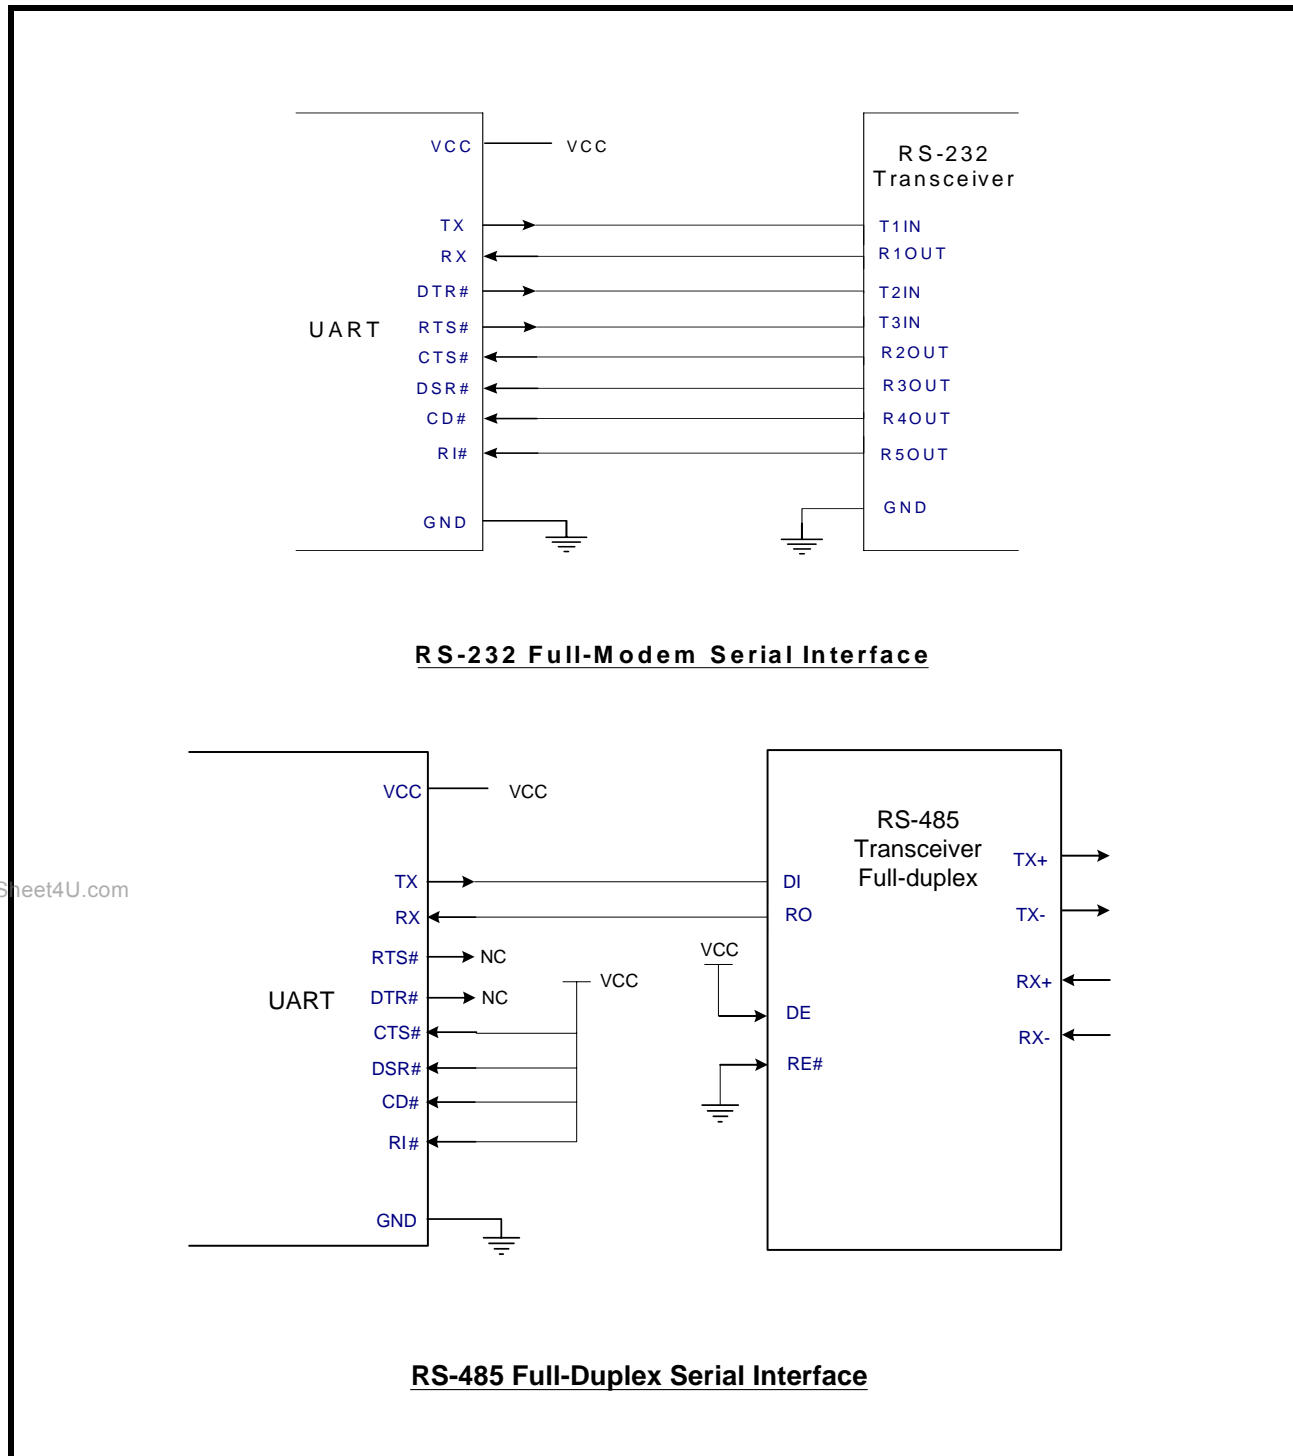 VCC
VCC
RS-232
Transceiver
TX
T1IN
RX
R1OUT
DTR#
T2IN
UART
RTS#
T3IN
CTS#
R2OUT
DSR#
R3OUT
CD#
R4OUT
RI#
R5OUT
GND
GND
RS-232 Full-Modem Serial Interface
VCC
VCC
RS-485
Transceiver
Full-duplex
TX+
TX
DI
Sheet4U.com
RX
RO
TX-
RTS#
NC
VCC
VCC
RX+
UART
DTR#
NC
CTS#
DE
DSR#
RE#
RX-
CD#
RI#
GND
RS-485 Full-Duplex Serial Interface